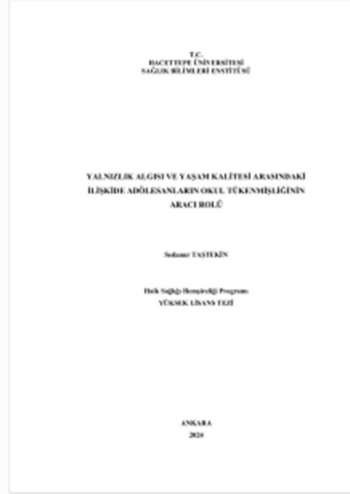 T.C.
HACETTEPE ÜNİVERSİTESİ
SAĞLIK BİLİMLERİ ENSTİTÜSÜ
YALNIZLIK ALGISI VE YAŞAM KALİTESİ ARASINDAKİ
İLİŞKİDE ADÖLESANLARIN OKUL TÜKENMİŞLİĞİNİN
ARACI ROLÜ
Sedanur TAŞTEKİN
Halk Sağlığı Hemşireliği Programı
YÜKSEK LİSANS TEZİ
ANKARA
2024